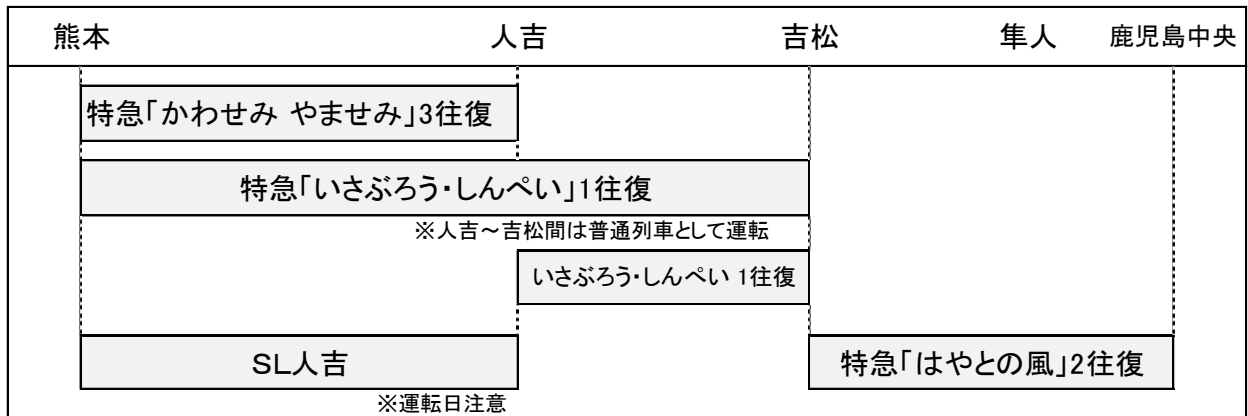 熊本 人吉 吉松 隼人 鹿児島中央
特急｢かわせみ やませみ｣3往復
特急｢いさぶろう･しんぺい｣1往復
※人吉～吉松間は普通列車として運転
いさぶろう･しんぺい 1往復
SL人吉 特急｢はやとの風｣2往復
※運転日注意